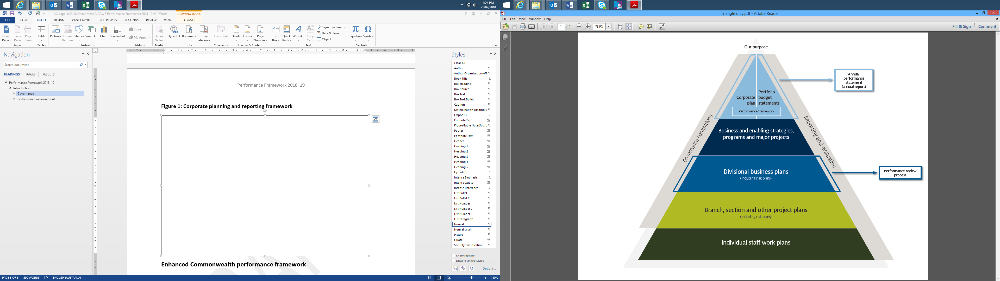 1:24 PM
21/02/2018
AC paper 8.03.18 Attachment A DAWR Performance Framework 2018-19 v2 - Word
DRAWING TOOLS
FILE HOME INSERT DESIGN PAGE LAYOUT REFERENCES MAILINGS REVIEW VIEW FORMAT
Cover Page
Blank Page
Page Break
Table
Pictures
Online Pictures
Shapes
SmartArt
Chart
Screenshot
Store
My Apps
Online Video
Hyperlink
Bookmark
Cross-reference
Comment
Header
Footer
Page Number
Text Box
Quick Parts
WordArt
Drop Cap
Signature Line
Date & Time
Object
Equation
Symbol
Pages Tables Illustrations Add-ins Media Links Comments Header & Footer Text Symbols
Navigation
Search document
HEADINGS PAGES RESULTS
Performance framework 2018–19
Introduction
Governance
Performance measurement
Performance Framework 2018–19
Figure 1: Corporate planning and reporting framework
Enhanced Commonwealth performance framework
Styles
Clear All
Author
Author Organisation/Aff
Book Title
Box Heading
Box Source
Box Text
Box Text Bullet
Caption
Dissemination Limiting M
Emphasis
Endnote Text
Figure/Table Note/Sourc
Footer
Footnote Text
Header
Heading 1
Heading 2
Heading 3
Heading 4
Heading 5
Hyperlink
Intense Emphasis
Intense Quote
Intense Reference
List Bullet
List Bullet 2
List Number
List Number 2
List Number 3
List Paragraph
Normal
Normal small
Picture
Quote
Security classification
Show Preview
Disable Linked Styles
Options...
PAGE 3 OF 5 590 WORDS ENGLISH (AUSTRALIA)
140%
Triangle only.pdf - Adobe Reader
File Edit View Window Help
1 / 1
73.9%
Fill & Sign Comment
Our purpose
Annual
performance
statement
(annual report)
Corporate
plan
Portfolio
budget
statements
Performance framework
Governance committees
Reporting and evaluation
Business and enabling strategies,
programs and major projects
Divisional business plans
(including risk plans)
Performance review
process
Branch, section and other project plans
(including risk plans)
Individual staff work plans